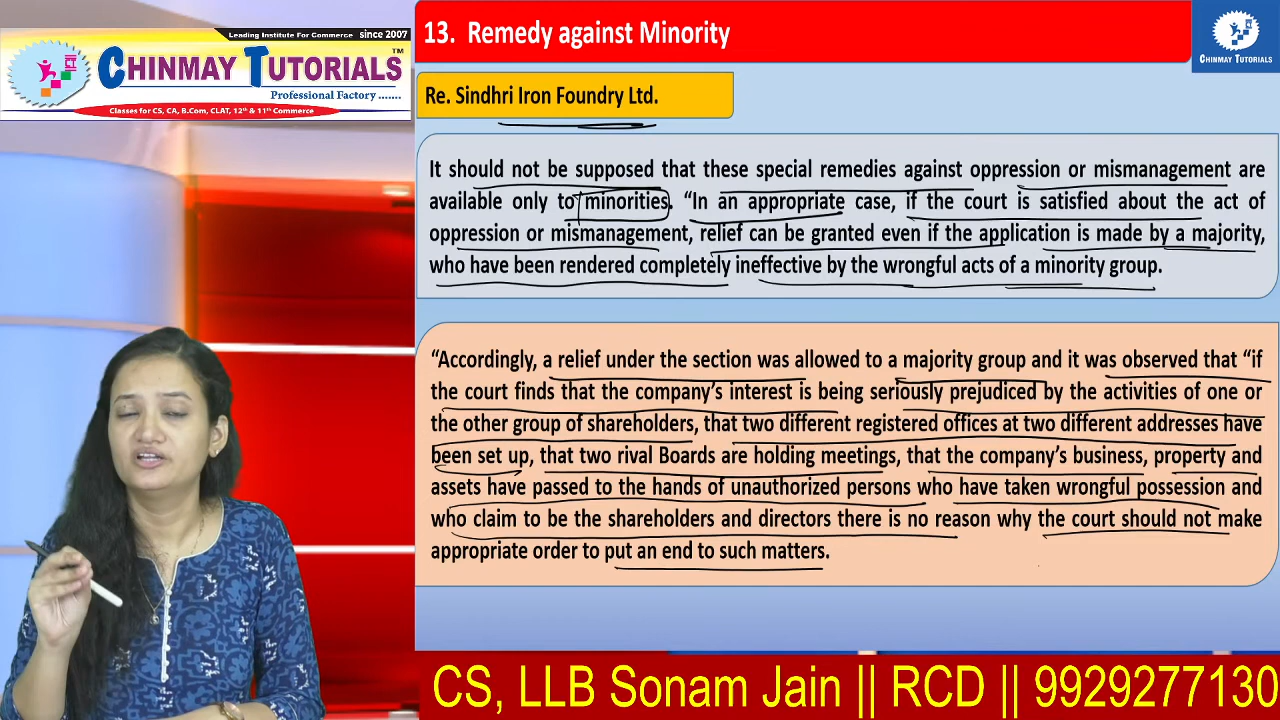 Leading Institute For Commerce since 2007
CHINMAY TUTORIALS™
Professional Factory .......
Classes for CS, CA, B.Com, CLAT, 12th & 11th Commerce
13. Remedy against Minority
CHINMAY TUTORIALS
Re. Sindhri Iron Foundry Ltd.
It should not be supposed that these special remedies against oppression or mismanagement are
available only to minorities. “In an appropriate case, if the court is satisfied about the act of
oppression or mismanagement, relief can be granted even if the application is made by a majority,
who have been rendered completely ineffective by the wrongful acts of a minority group.
“Accordingly, a relief under the section was allowed to a majority group and it was observed that “if
the court finds that the company’s interest is being seriously prejudiced by the activities of one or
the other group of shareholders, that two different registered offices at two different addresses have
been set up, that two rival Boards are holding meetings, that the company’s business, property and
assets have passed to the hands of unauthorized persons who have taken wrongful possession and
who claim to be the shareholders and directors there is no reason why the court should not make
appropriate order to put an end to such matters.
CS, LLB Sonam Jain || RCD || 9929277130